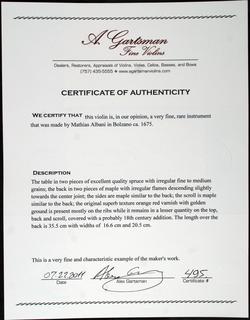 A. Gartsman
Fine Violins
Dealers, Restorers, Appraisals of Violins, Violas, Cellos, Basses, and Bows
(757) 435-5555 ★ www.agartsmanviolins.com
CERTIFICATE OF AUTHENTICITY
WE CERTIFY THAT this violin is, in our opinion, a very fine, rare instrument
that was made by Mathias Albani in Bolzano ca. 1675.
DESCRIPTION
The table in two pieces of excellent quality spruce with irregular fine to medium
grains; the back in two pieces of maple with irregular flames descending slightly
towards the center joint; the sides are maple similar to the back; the scroll is maple
similar to the back; the original superb texture orange red varnish with golden
ground is present mostly on the ribs while it remains in a lesser quantity on the top,
back and scroll, covered with a probably 18th century addition. The length over the
back is 35.5 cm with widths of 16.6 cm and 20.5 cm.
This is a very fine and characteristic example of the maker's work.
07.22.2011
495
Date
Alex Gartsman
Certificate #